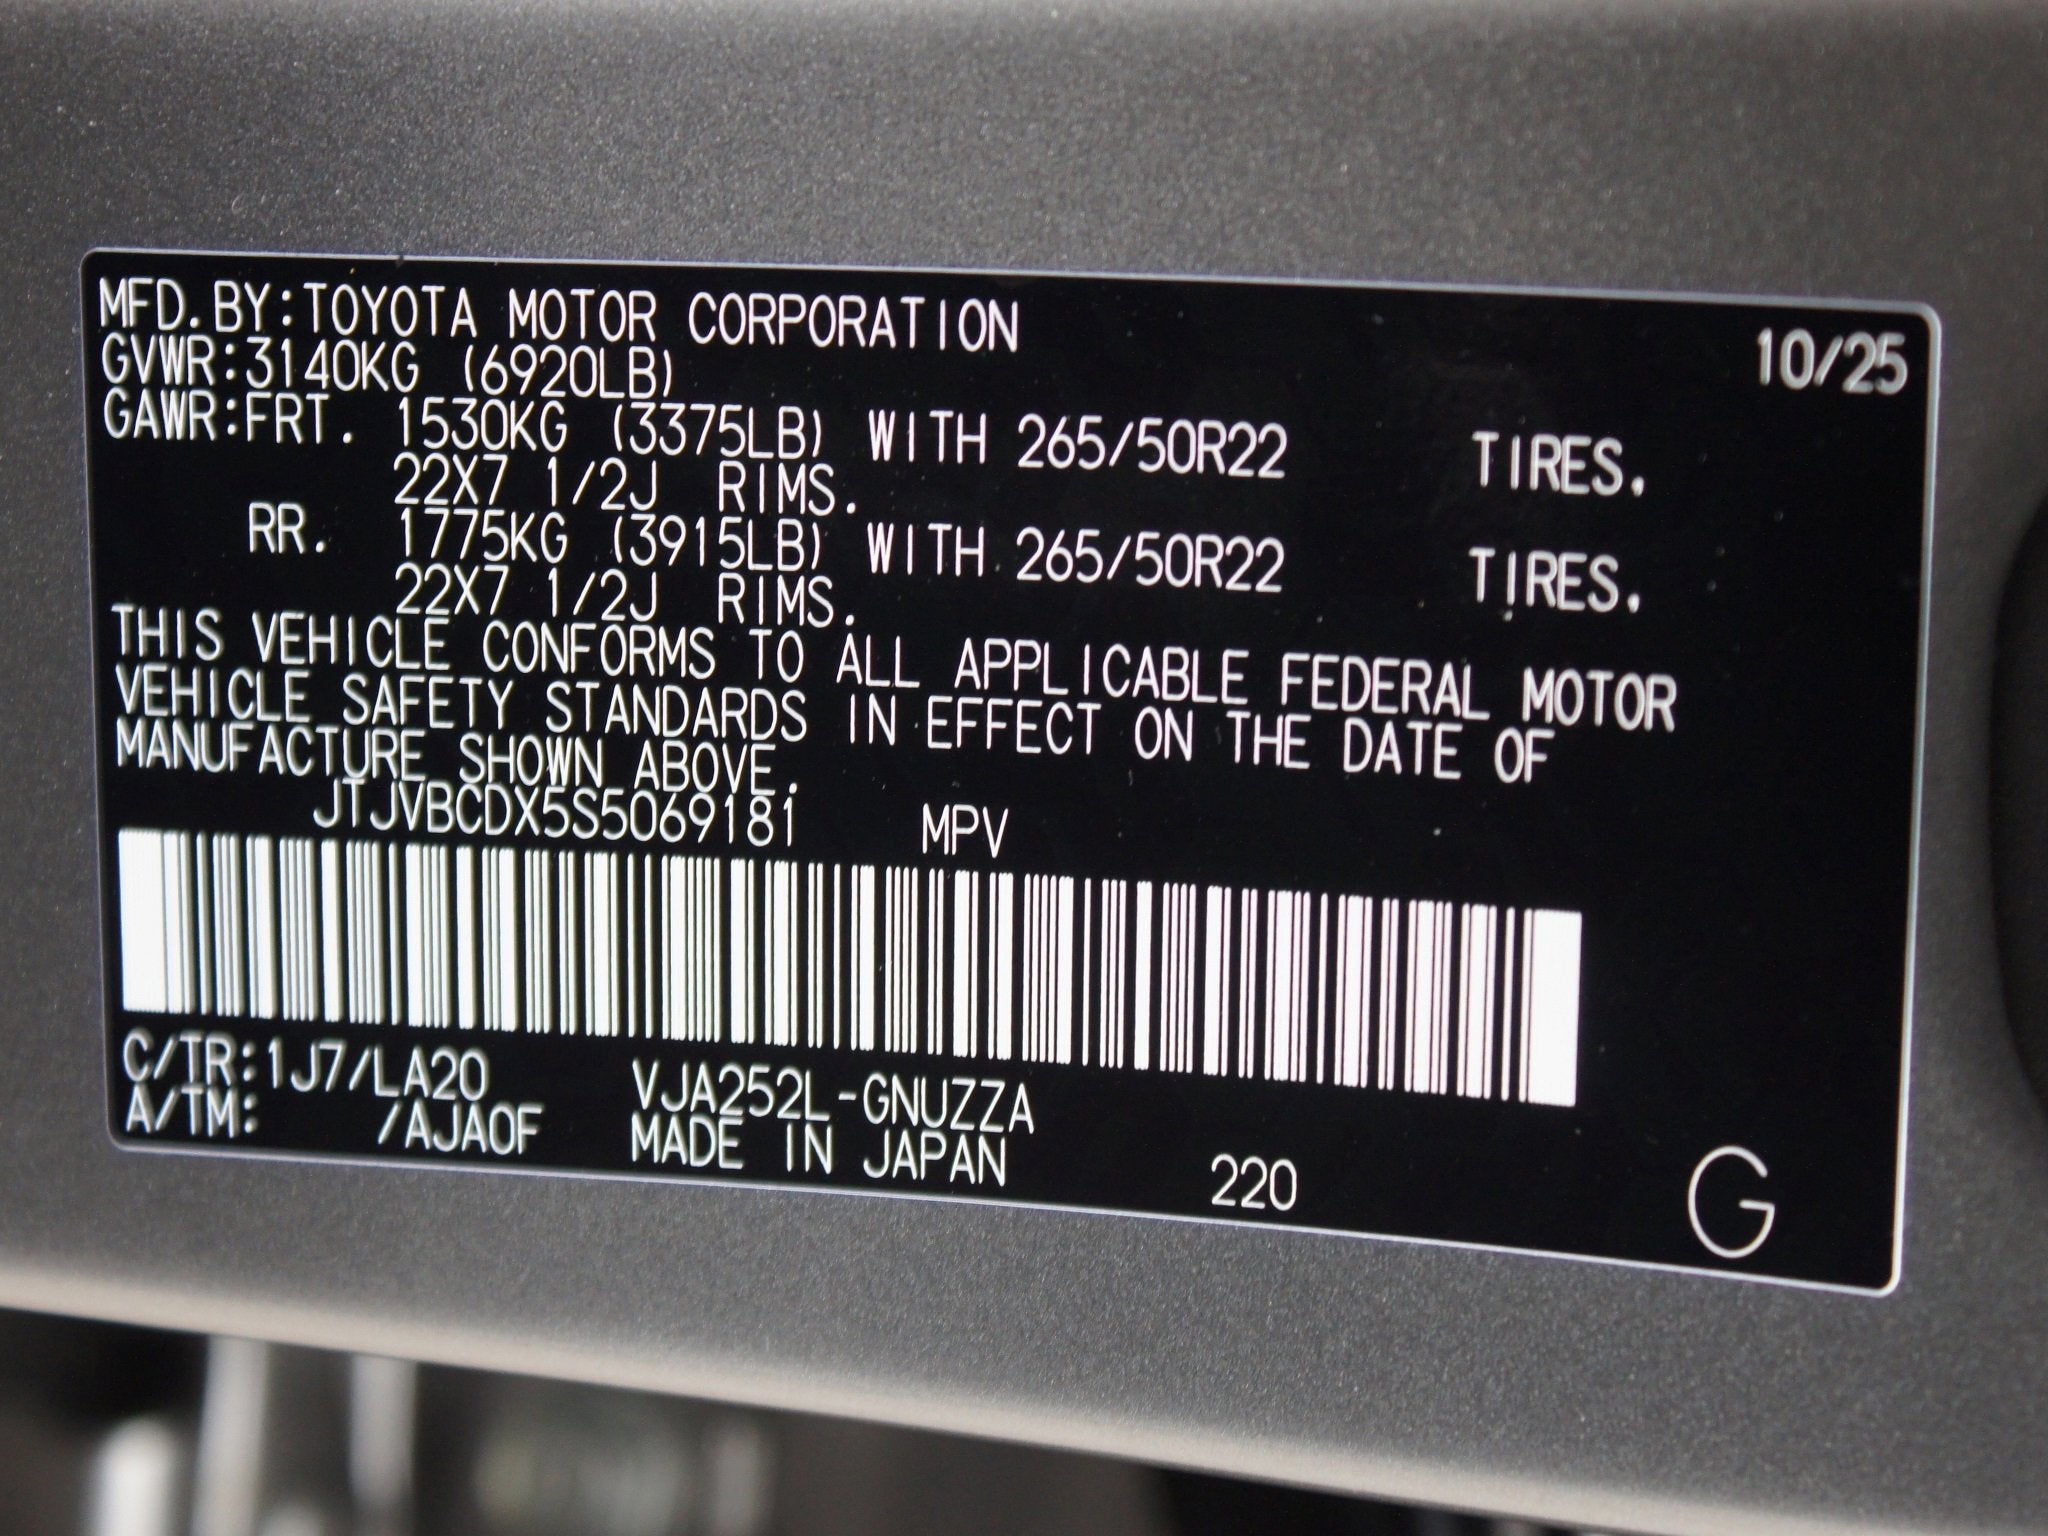 MFD.BY:TOYOTA MOTOR CORPORATION 10/25
GVWR:3140KG (6920LB)
GAWR:FRT. 1530KG (3375LB) WITH 265/50R22 TIRES.
22X7 1/2J RIMS.
RR. 1775KG (3915LB) WITH 265/50R22 TIRES.
22X7 1/2J RIMS.
THIS VEHICLE CONFORMS TO ALL APPLICABLE FEDERAL MOTOR
VEHICLE SAFETY STANDARDS IN EFFECT ON THE DATE OF
MANUFACTURE SHOWN ABOVE.
JTJVBCDX5S5069181 MPV
C/TR:1J7/LA20 VJA252L-GNUZZA
A/TM: /AJA0F MADE IN JAPAN 220 G